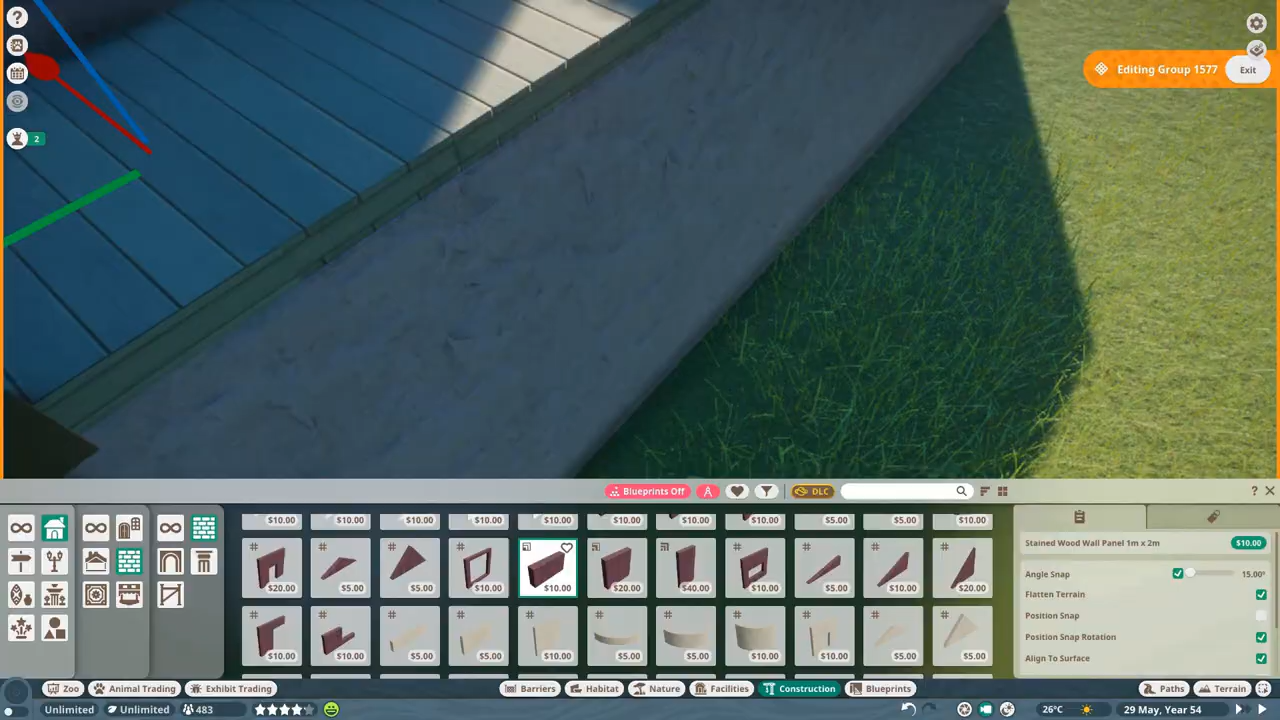 ?
Editing Group 1577
Exit
2
Blueprints Off
DLC
?
$10.00 $10.00 $10.00 $10.00 $10.00 $10.00 $10.00 $10.00 $5.00 $5.00 $10.00
$20.00 $5.00 $5.00 $10.00 $10.00 $20.00 $40.00 $10.00 $5.00 $10.00 $20.00
$10.00 $10.00 $5.00 $5.00 $10.00 $5.00 $5.00 $10.00 $10.00 $5.00 $5.00
Stained Wood Wall Panel 1m x 2m $10.00
Angle Snap 15.00°
Flatten Terrain
Position Snap
Position Snap Rotation
Align To Surface
Zoo Animal Trading Exhibit Trading Barriers Habitat Nature Facilities Construction Blueprints Paths Terrain
Unlimited Unlimited 483 26°C 29 May, Year 54